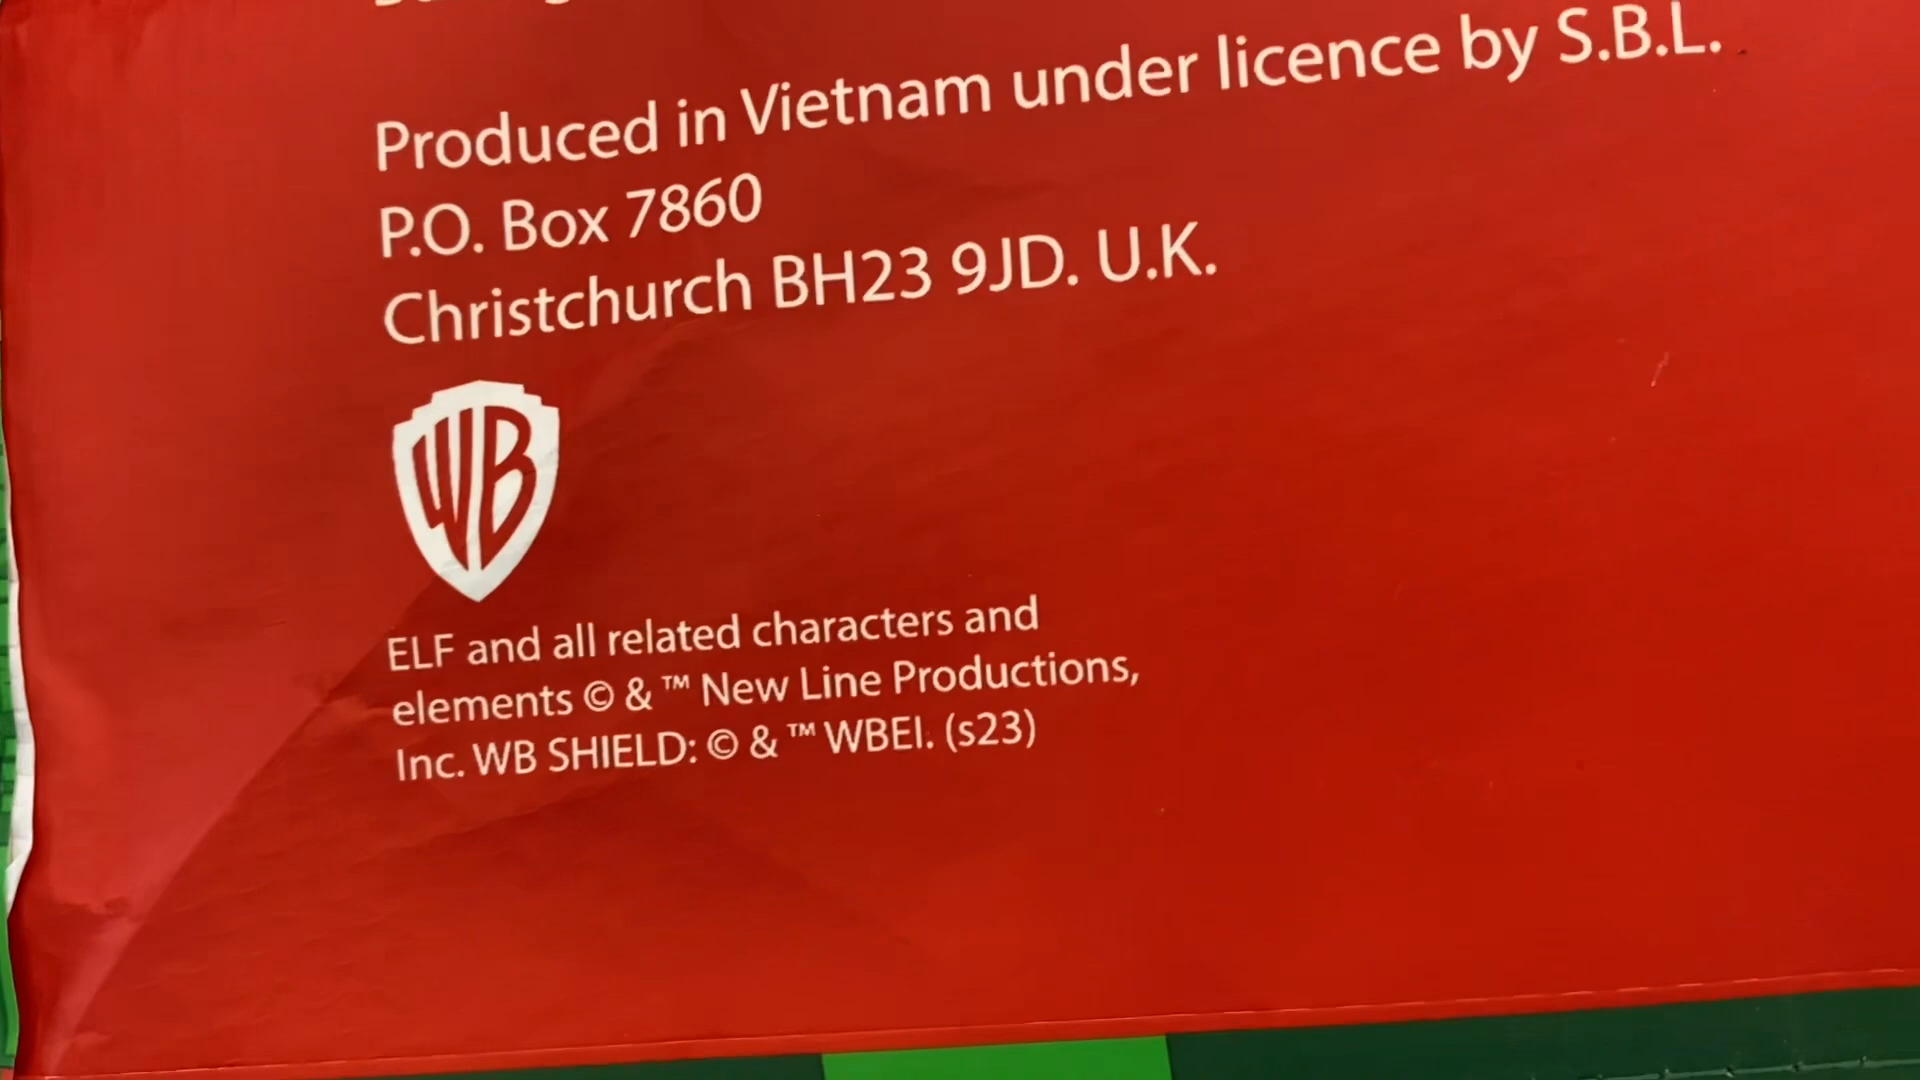 Produced in Vietnam under licence by S.B.L.
P.O. Box 7860
Christchurch BH23 9JD. U.K.
WB
ELF and all related characters and
elements © & ™ New Line Productions,
Inc. WB SHIELD: © & ™ WBEI. (s23)